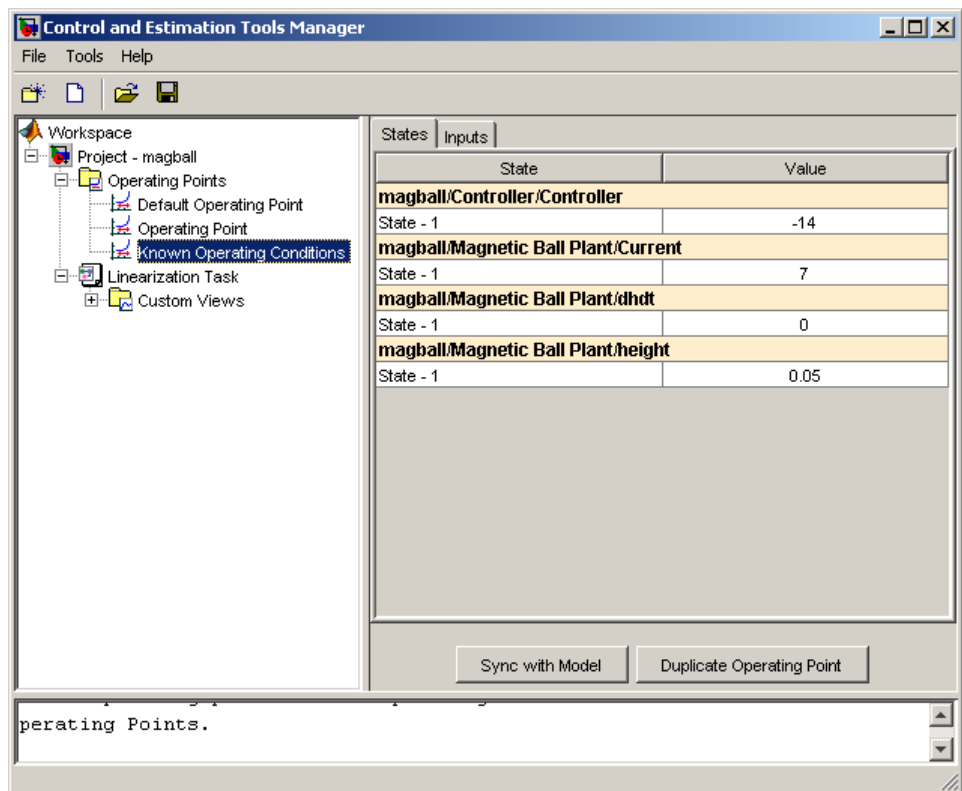 Control and Estimation Tools Manager
File Tools Help
Workspace
Project - magball
Operating Points
Default Operating Point
Operating Point
Known Operating Conditions
Linearization Task
Custom Views
States Inputs
State Value
magball/Controller/Controller
State - 1 -14
magball/Magnetic Ball Plant/Current
State - 1 7
magball/Magnetic Ball Plant/dhdt
State - 1 0
magball/Magnetic Ball Plant/height
State - 1 0.05
Sync with Model Duplicate Operating Point
perating Points.